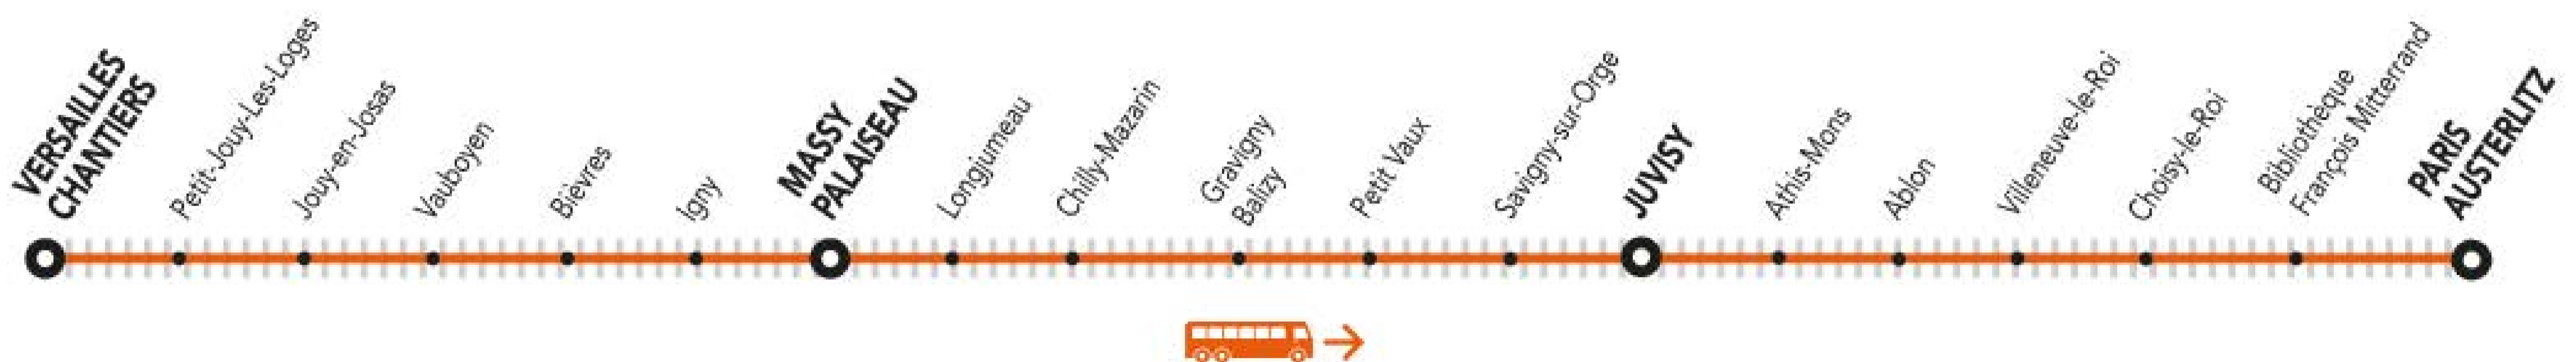 VERSAILLES
CHANTIERS
Petit-Jouy-Les-Loges
Jouy-en-Josas
Vauboyen
Bièvres
Igny
MASSY
PALAISEAU
Longjumeau
Chilly-Mazarin
Gravigny
Balizy
Petit Vaux
Savigny-sur-Orge
JUVISY
Athis-Mons
Ablon
Villeneuve-le-Roi
Choisy-le-Roi
Bibliothèque
François Mitterrand
PARIS
AUSTERLITZ